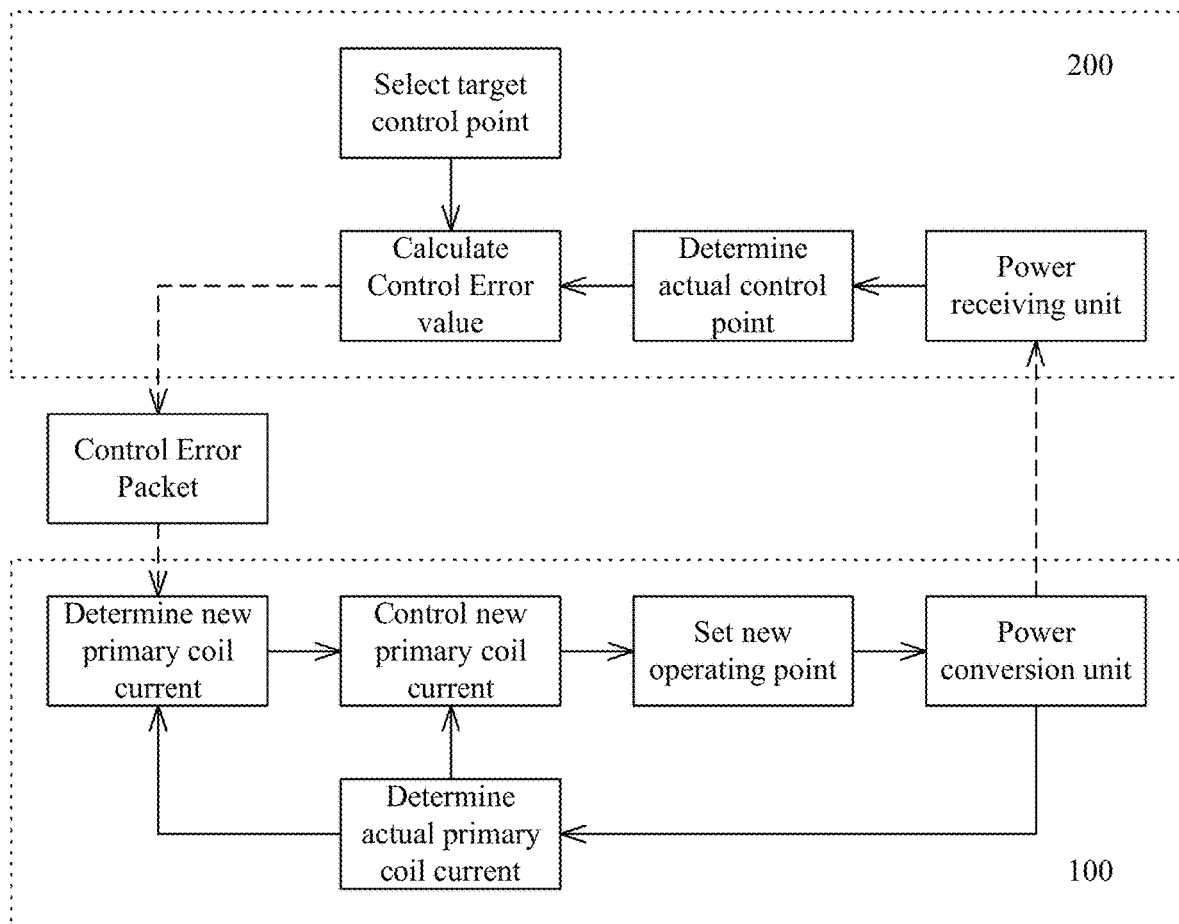 200
Select target
control point
Calculate
Control Error
value
Determine
actual control
point
Power
receiving unit
Control Error
Packet
Determine new
primary coil
current
Control new
primary coil
current
Set new
operating point
Power
conversion unit
Determine
actual primary
coil current
100